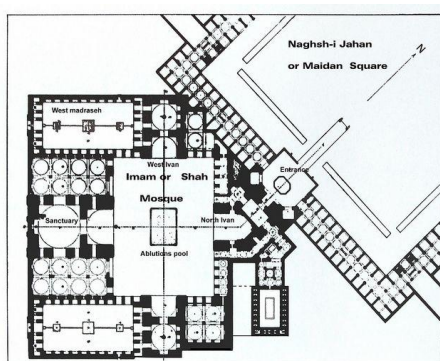 Naghsh-i Jahan
or Maidan Square
N
West madraseh
West Ivan
Entrance
Imam or Shah
Mosque
Sanctuary
North Ivan
Ablutions pool